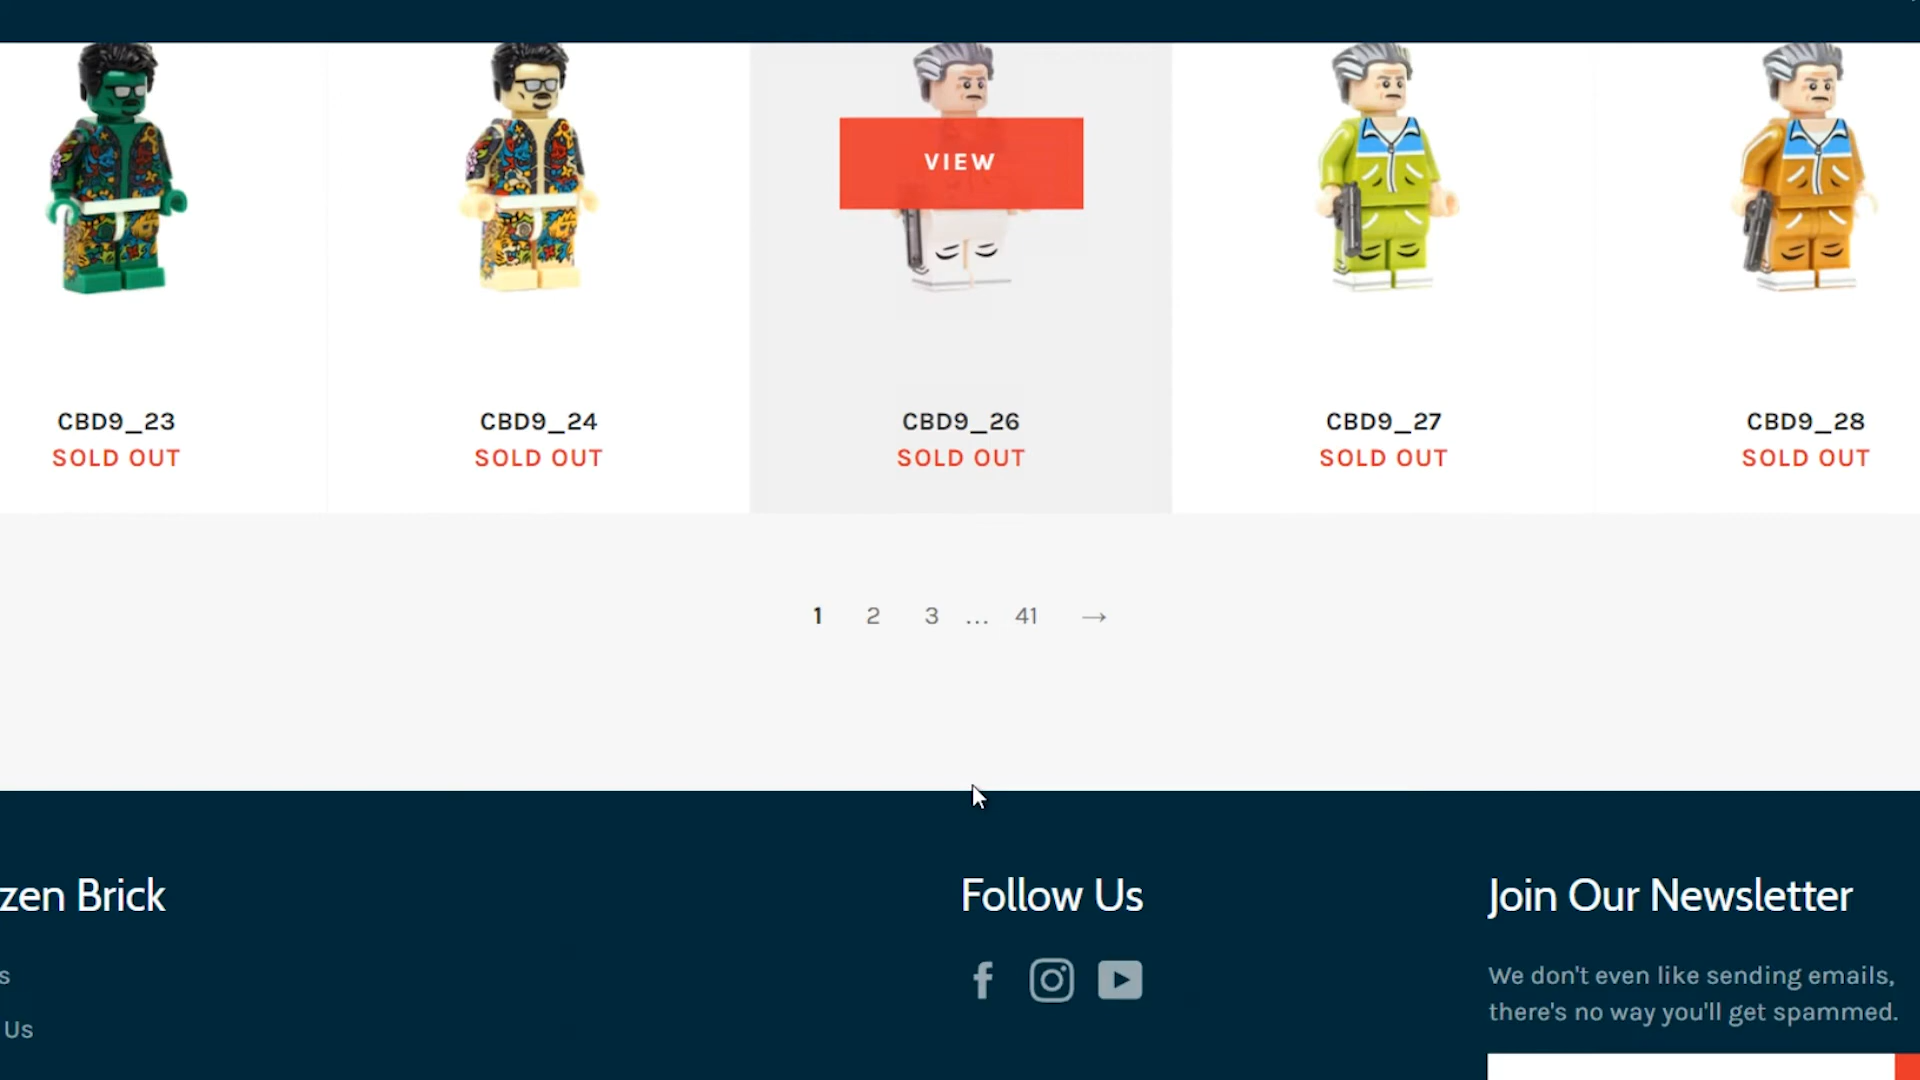 VIEW
CBD9_23
SOLD OUT
CBD9_24
SOLD OUT
CBD9_26
SOLD OUT
CBD9_27
SOLD OUT
CBD9_28
SOLD OUT
1 2 3 ... 41 →
zen Brick
s
Us
Follow Us
Join Our Newsletter
We don't even like sending emails,
there's no way you'll get spammed.